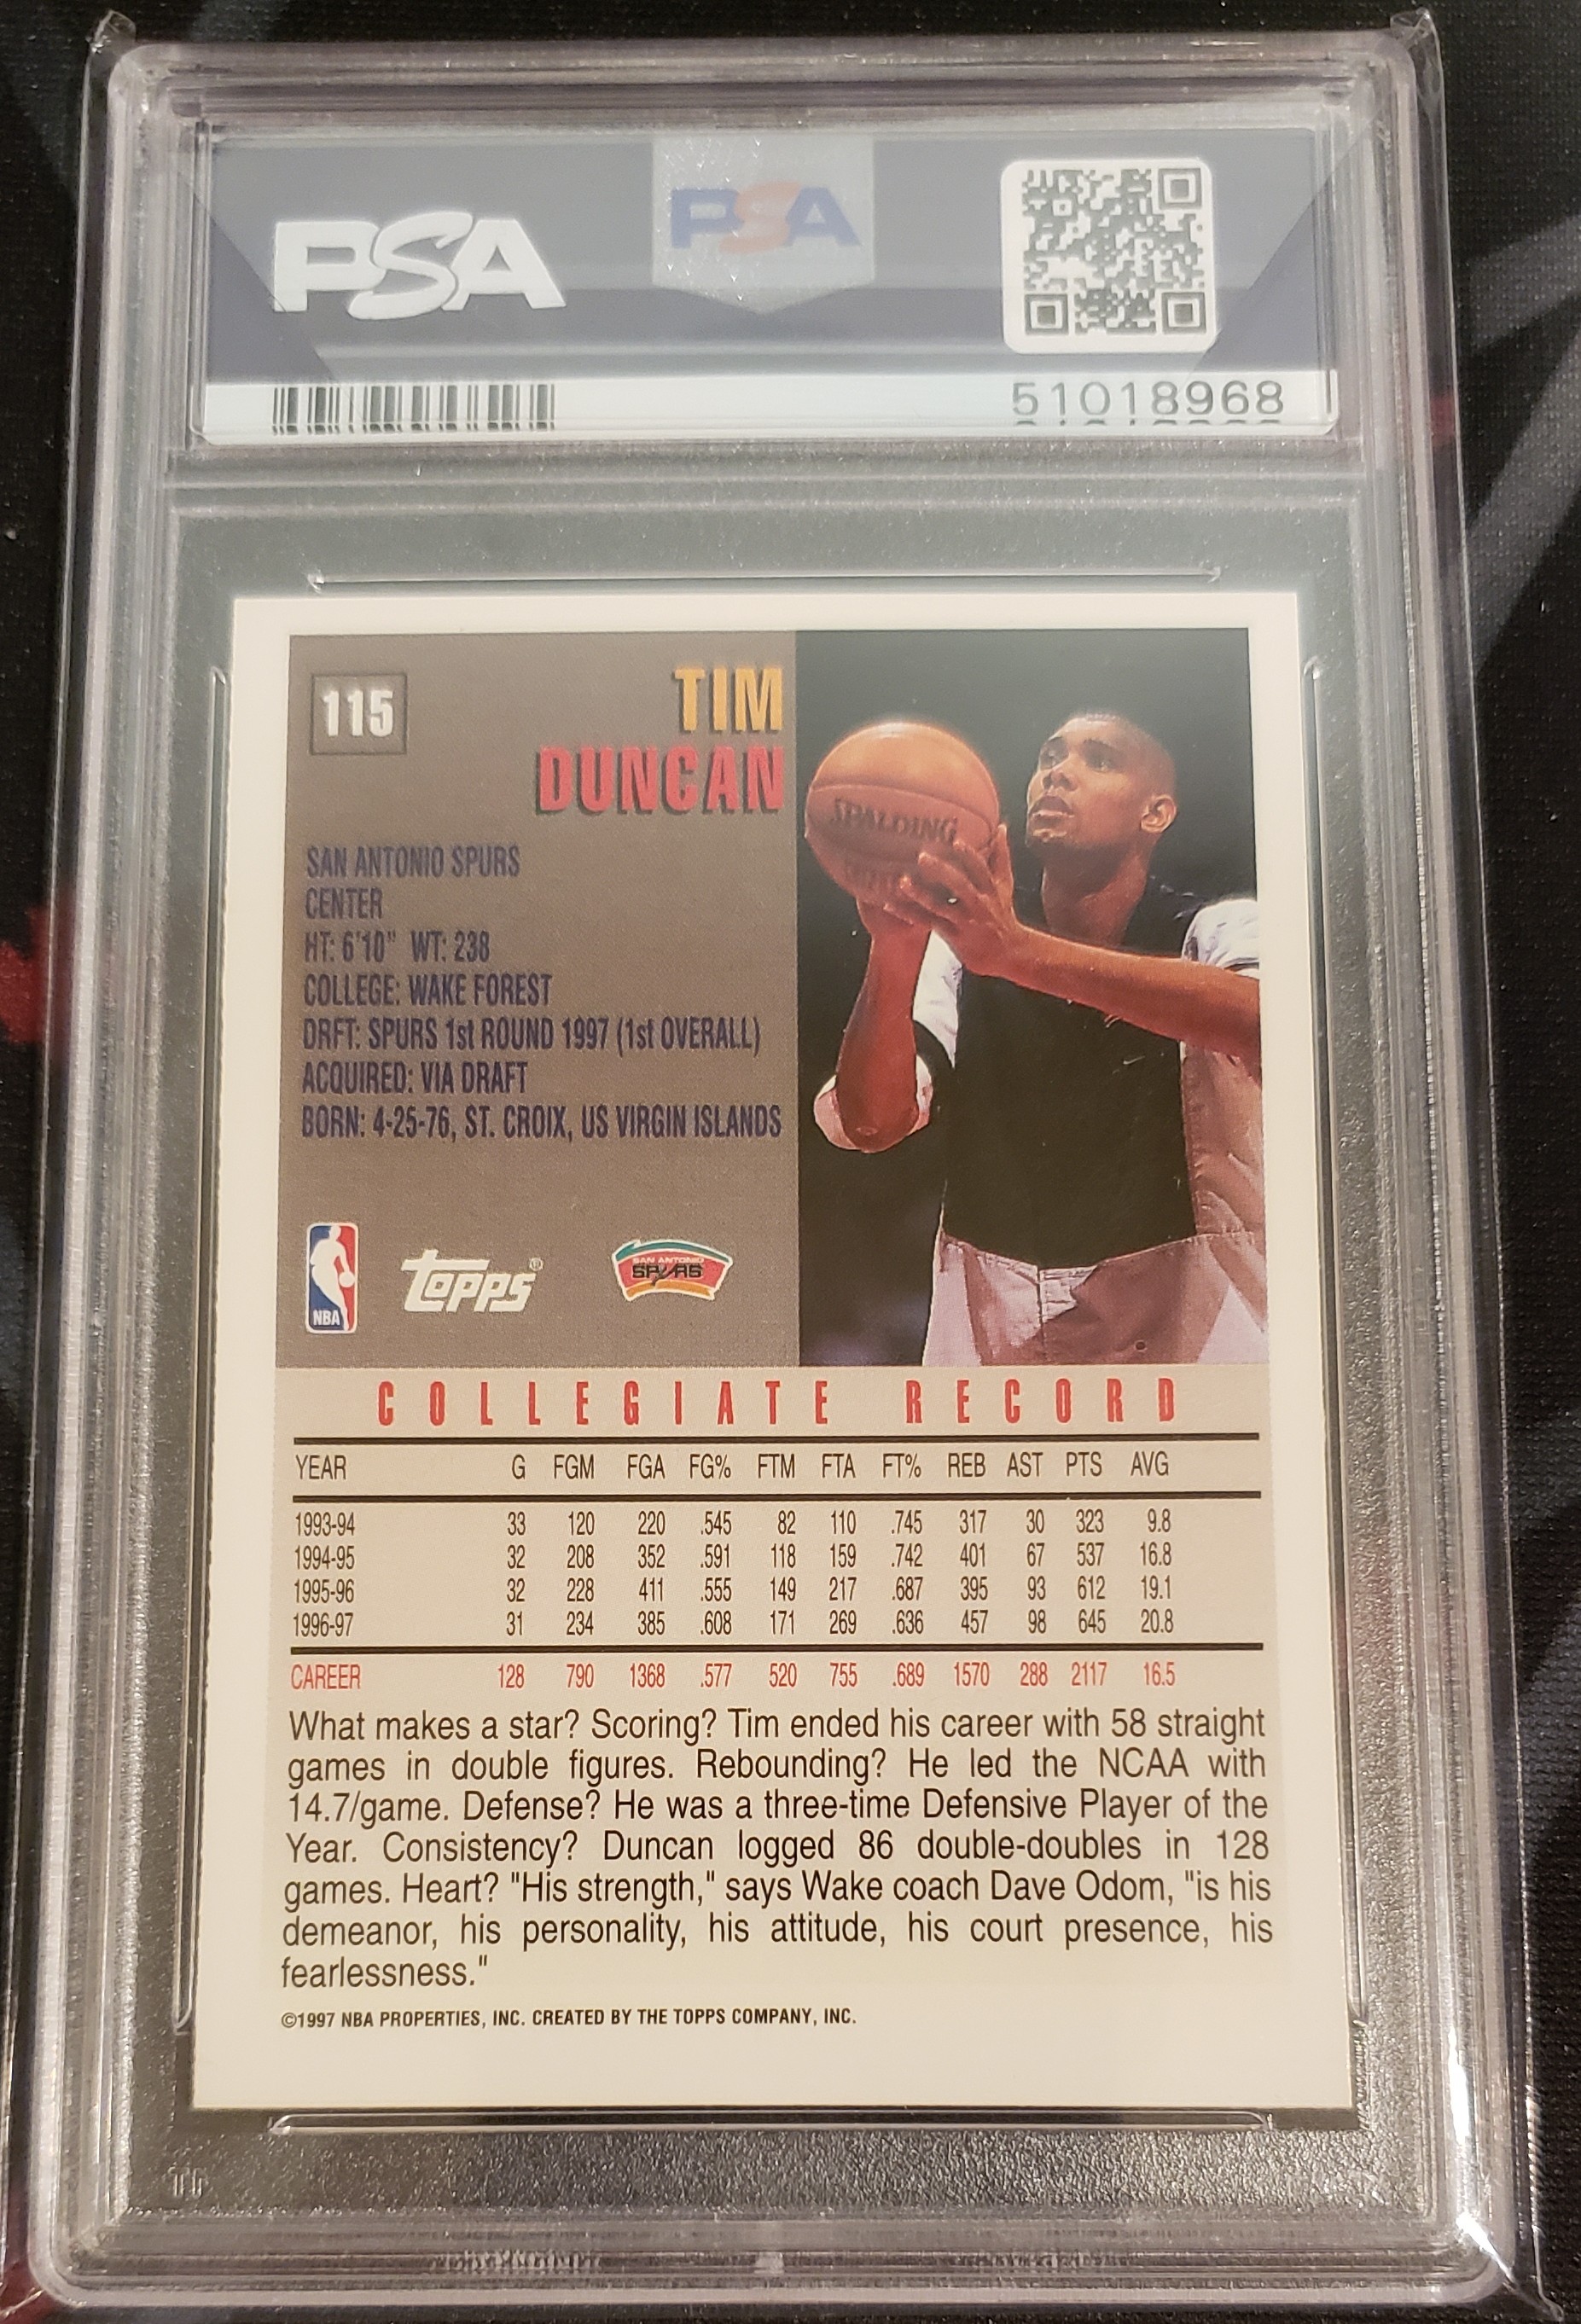 PSA
PSA
51018968
115
TIM
DUNCAN
SPALDING
SAN ANTONIO SPURS
CENTER
HT: 6'10" WT: 238
COLLEGE: WAKE FOREST
DRFT: SPURS 1st ROUND 1997 (1st OVERALL)
ACQUIRED: VIA DRAFT
BORN: 4-25-76, ST. CROIX, US VIRGIN ISLANDS
NBA
Topps®
SAN ANTONIO
SPURS
COLLEGIATE RECORD
YEAR G FGM FGA FG% FTM FTA FT% REB AST PTS AVG
1993-94 33 120 220 .545 82 110 .745 317 30 323 9.8
1994-95 32 208 352 .591 118 159 .742 401 67 537 16.8
1995-96 32 228 411 .555 149 217 .687 395 93 612 19.1
1996-97 31 234 385 .608 171 269 .636 457 98 645 20.8
CAREER 128 790 1368 .577 520 755 .689 1570 288 2117 16.5
What makes a star? Scoring? Tim ended his career with 58 straight
games in double figures. Rebounding? He led the NCAA with
14.7/game. Defense? He was a three-time Defensive Player of the
Year. Consistency? Duncan logged 86 double-doubles in 128
games. Heart? "His strength," says Wake coach Dave Odom, "is his
demeanor, his personality, his attitude, his court presence, his
fearlessness."
©1997 NBA PROPERTIES, INC. CREATED BY THE TOPPS COMPANY, INC.